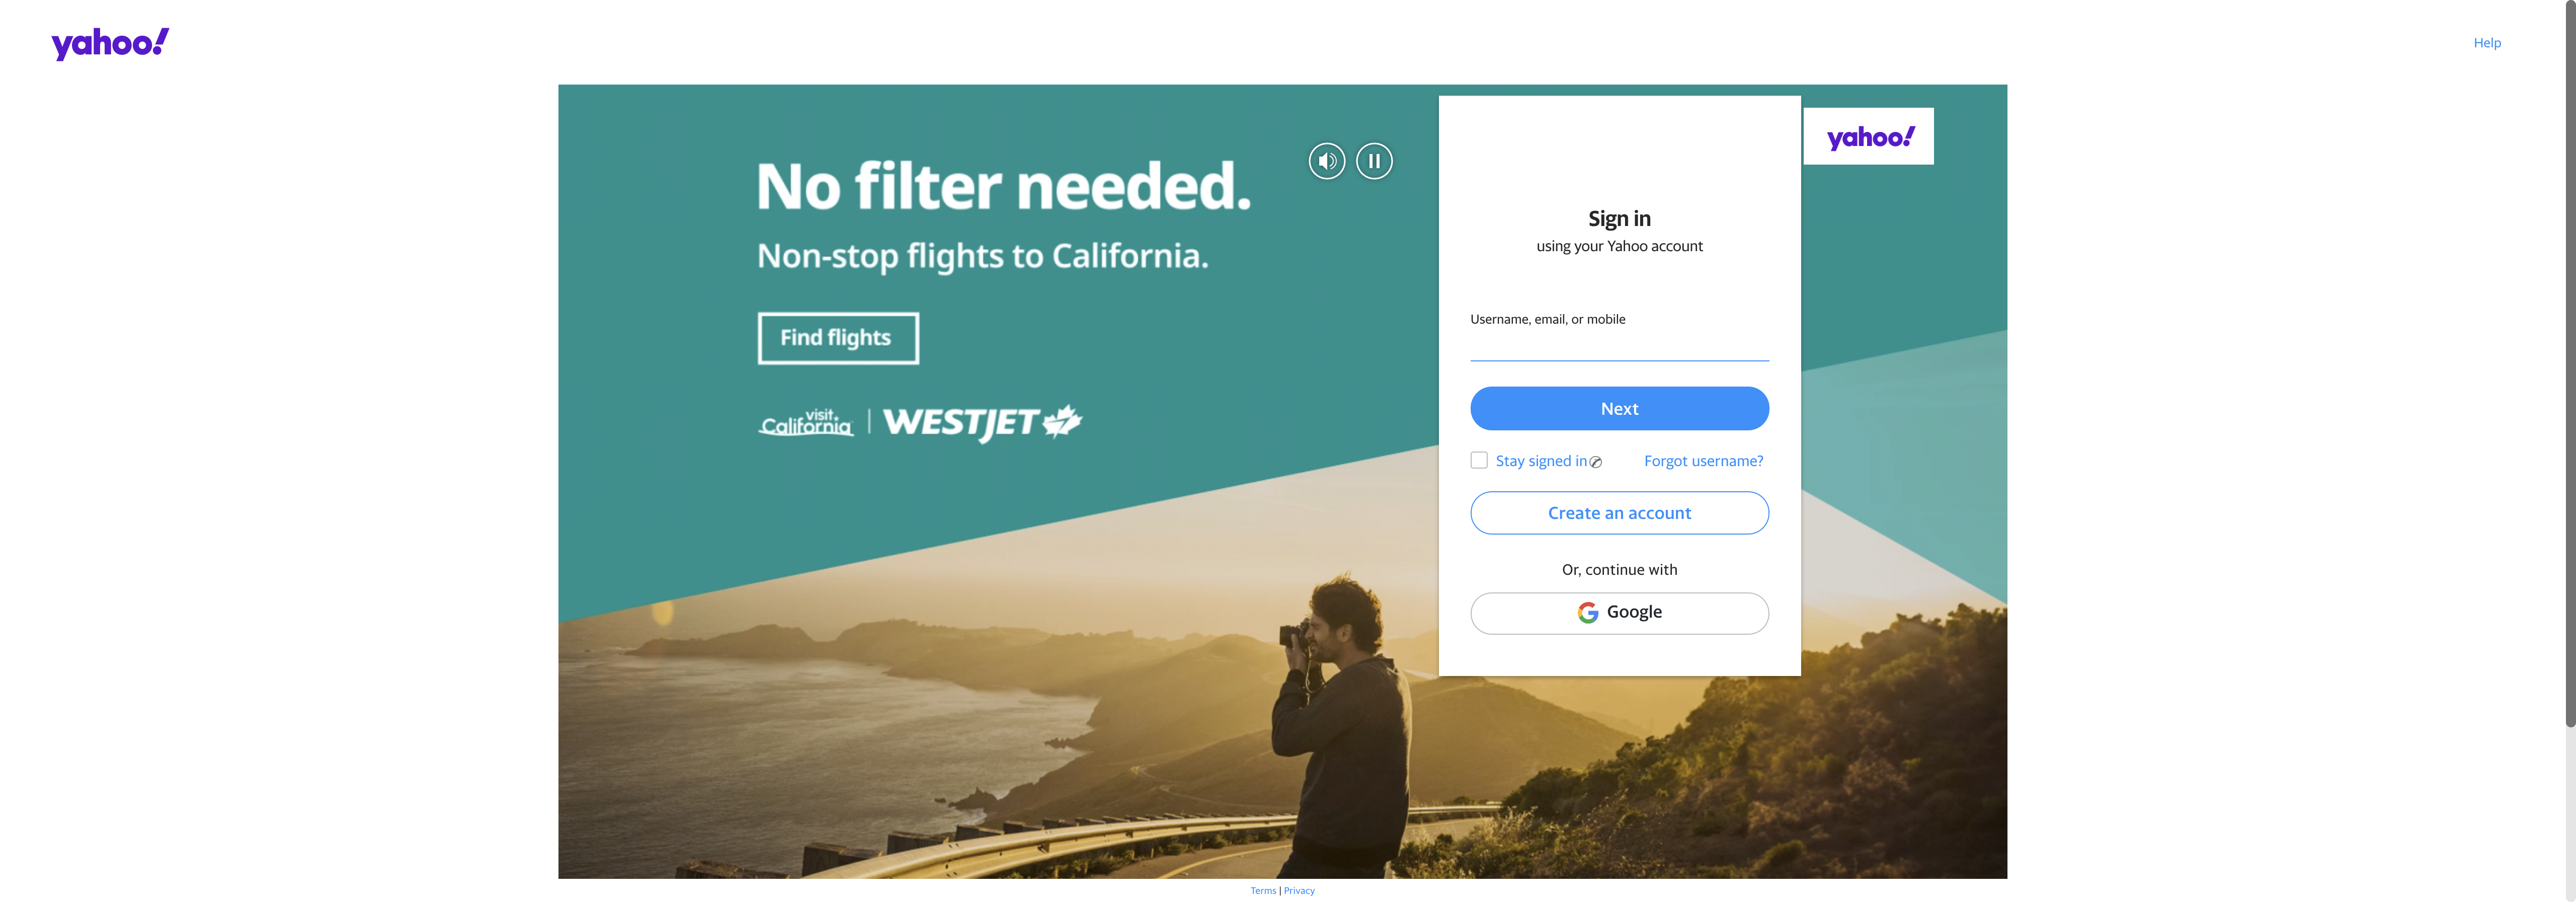 yahoo!
Help
No filter needed.
Non-stop flights to California.
Find flights
visit California | WESTJET
yahoo!
Sign in
using your Yahoo account
Username, email, or mobile
Next
Stay signed in
Forgot username?
Create an account
Or, continue with
Google
Terms | Privacy